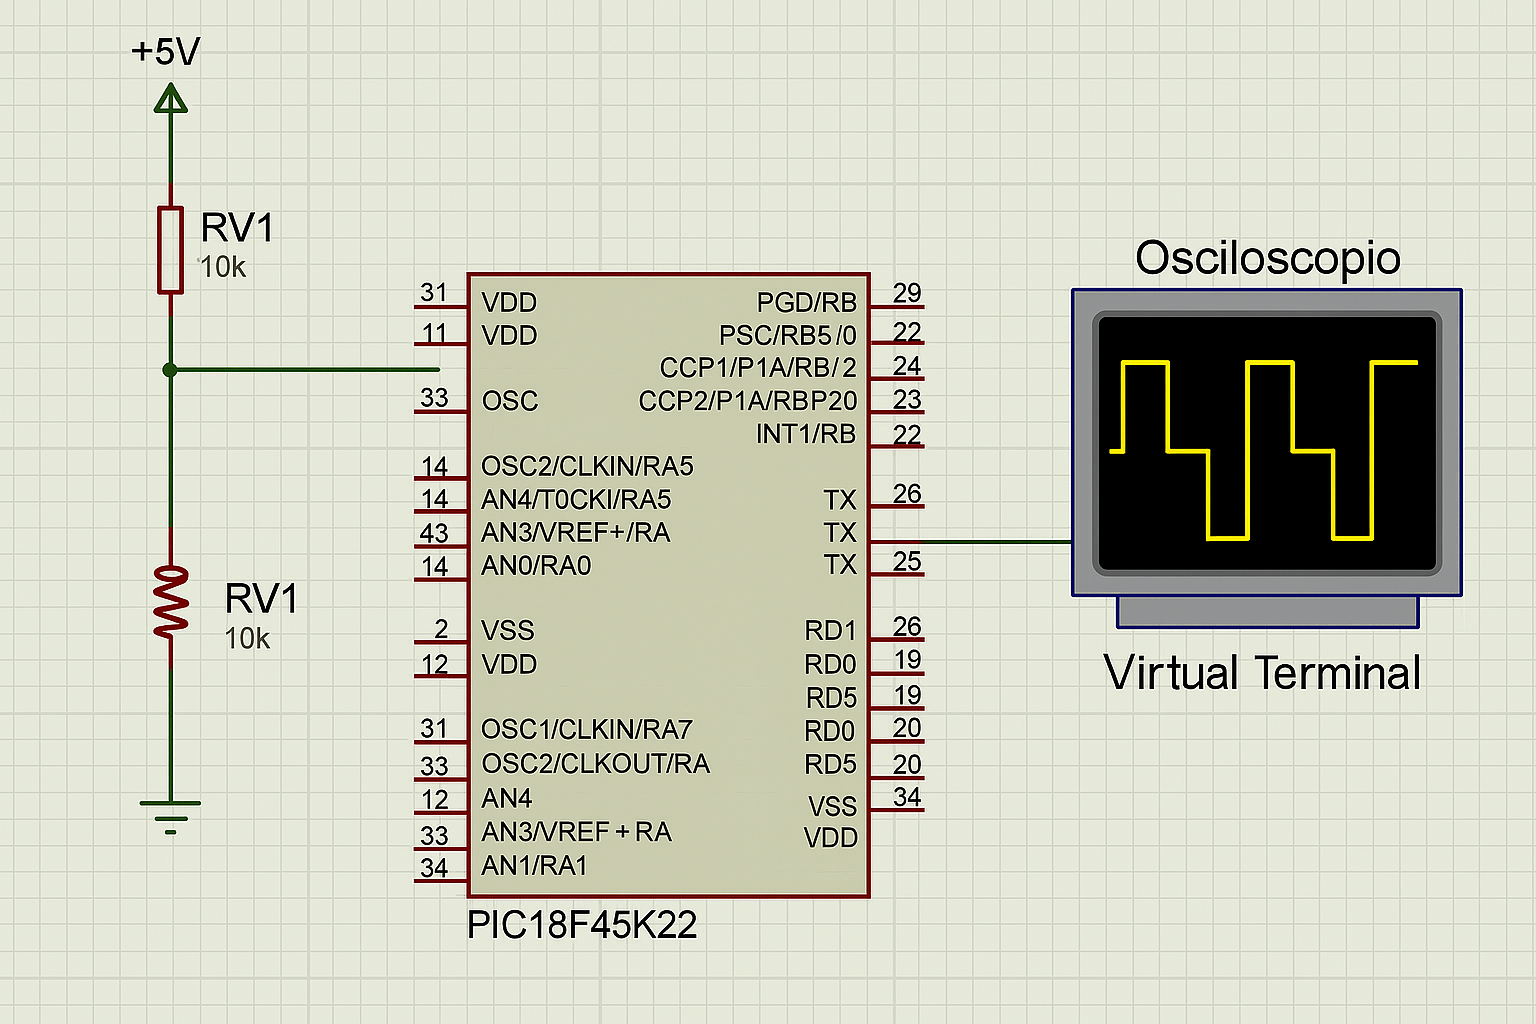 +5V
RV1
10k
RV1
10k
31 VDD
11 VDD
33 OSC
14 OSC2/CLKIN/RA5
14 AN4/T0CKI/RA5
43 AN3/VREF+/RA
14 AN0/RA0
2 VSS
12 VDD
31 OSC1/CLKIN/RA7
33 OSC2/CLKOUT/RA
12 AN4
33 AN3/VREF+RA
34 AN1/RA1
PGD/RB 29
PSC/RB5/0 22
CCP1/P1A/RB/2 24
CCP2/P1A/RBP20 23
INT1/RB 22
TX 26
TX
TX 25
RD1 26
RD0 19
RD5 19
RD0 20
RD5 20
VSS 34
VDD
PIC18F45K22
Osciloscopio
Virtual Terminal